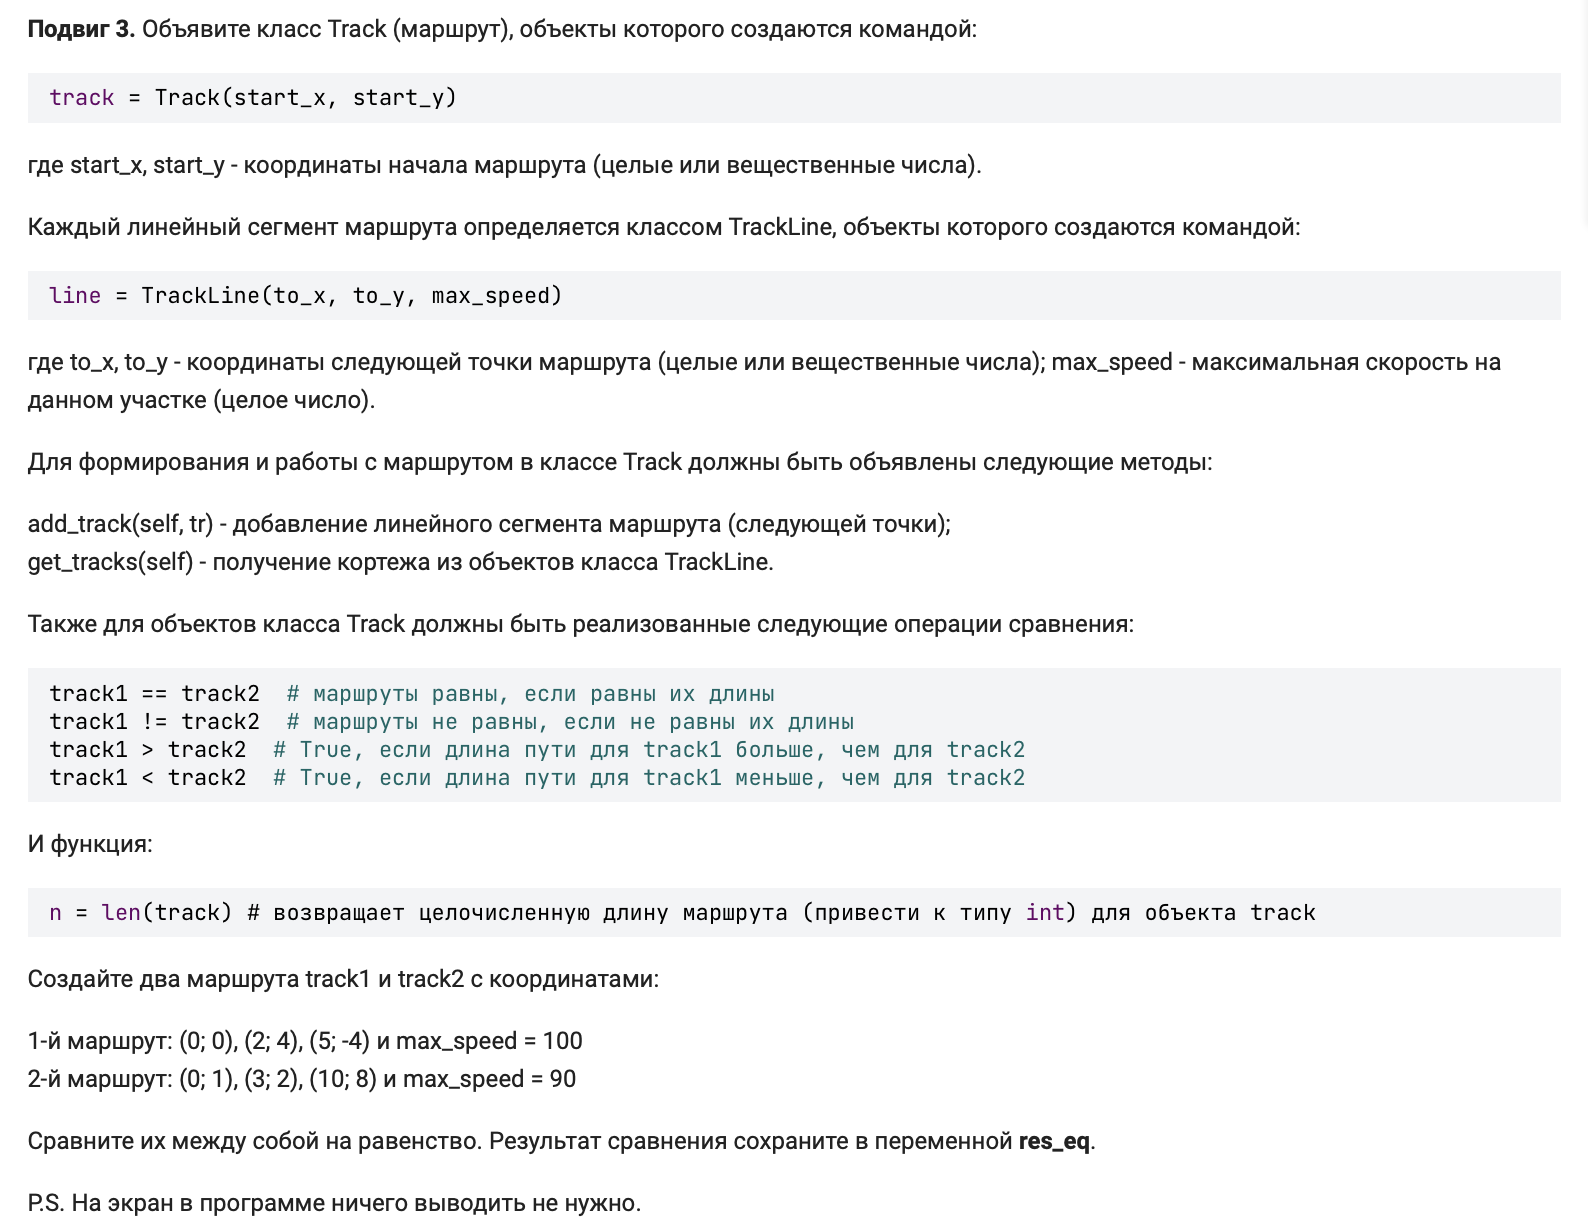 Подвиг 3. Объявите класс Track (маршрут), объекты которого создаются командой:
track = Track(start_x, start_y)
где start_x, start_y - координаты начала маршрута (целые или вещественные числа).
Каждый линейный сегмент маршрута определяется классом TrackLine, объекты которого создаются командой:
line = TrackLine(to_x, to_y, max_speed)
где to_x, to_y - координаты следующей точки маршрута (целые или вещественные числа); max_speed - максимальная скорость на
данном участке (целое число).
Для формирования и работы с маршрутом в классе Track должны быть объявлены следующие методы:
add_track(self, tr) - добавление линейного сегмента маршрута (следующей точки);
get_tracks(self) - получение кортежа из объектов класса TrackLine.
Также для объектов класса Track должны быть реализованные следующие операции сравнения:
track1 == track2  # маршруты равны, если равны их длины
track1 != track2  # маршруты не равны, если не равны их длины
track1 > track2  # True, если длина пути для track1 больше, чем для track2
track1 < track2  # True, если длина пути для track1 меньше, чем для track2
И функция:
n = len(track) # возвращает целочисленную длину маршрута (привести к типу int) для объекта track
Создайте два маршрута track1 и track2 с координатами:
1-й маршрут: (0; 0), (2; 4), (5; -4) и max_speed = 100
2-й маршрут: (0; 1), (3; 2), (10; 8) и max_speed = 90
Сравните их между собой на равенство. Результат сравнения сохраните в переменной res_eq.
P.S. На экран в программе ничего выводить не нужно.